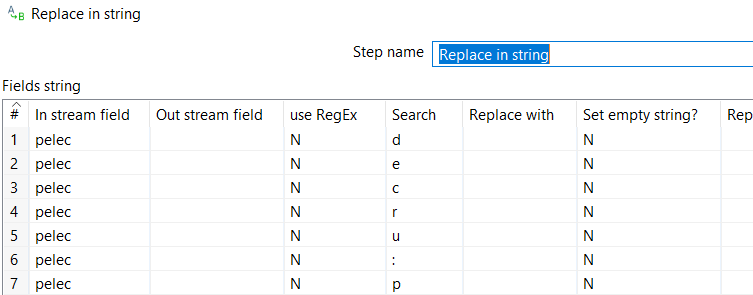 A B Replace in string
Step name Replace in string
Fields string
# In stream field Out stream field use RegEx Search Replace with Set empty string? Rep
1 pelec N d N
2 pelec N e N
3 pelec N c N
4 pelec N r N
5 pelec N u N
6 pelec N : N
7 pelec N p N